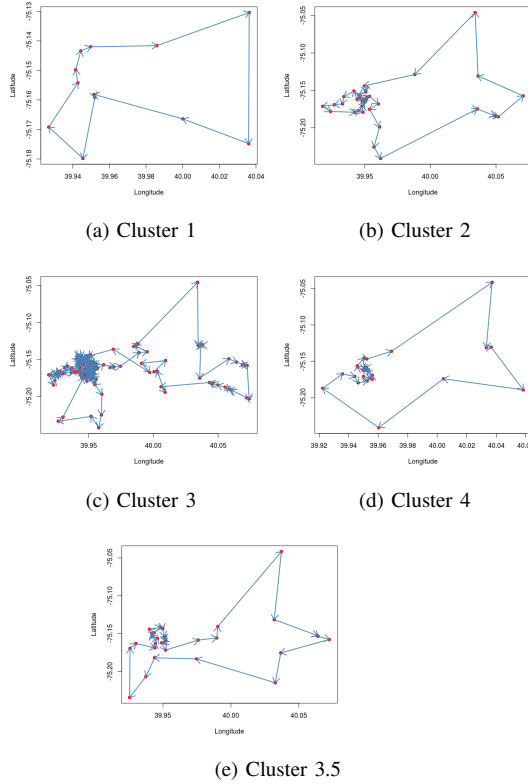 -75.13
-75.14
-75.15
-75.16
-75.17
-75.18
Latitude
39.94 39.96 39.98 40.00 40.02 40.04
Longitude
(a) Cluster 1
-75.05
-75.10
-75.15
-75.20
Latitude
39.95 40.00 40.05
Longitude
(b) Cluster 2
-75.05
-75.10
-75.15
-75.20
Latitude
39.95 40.00 40.05
Longitude
(c) Cluster 3
-75.05
-75.10
-75.15
-75.20
Latitude
39.92 39.94 39.96 39.98 40.00 40.02 40.04 40.06
Longitude
(d) Cluster 4
-75.05
-75.10
-75.15
-75.20
Latitude
39.95 40.00 40.05
Longitude
(e) Cluster 3.5